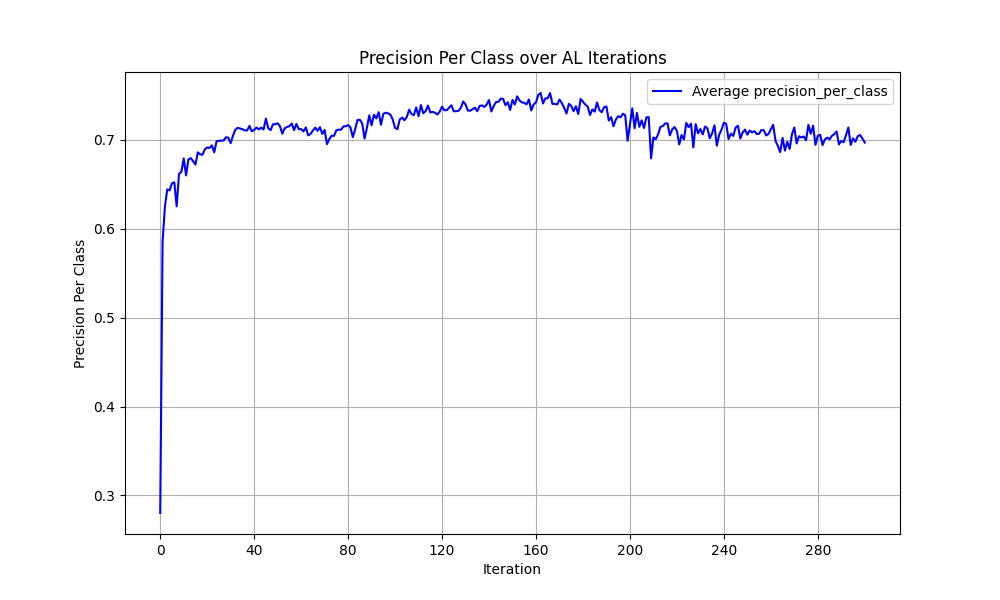 Precision Per Class over AL Iterations
Average precision_per_class
Precision Per Class
0.7
0.6
0.5
0.4
0.3
0 40 80 120 160 200 240 280
Iteration